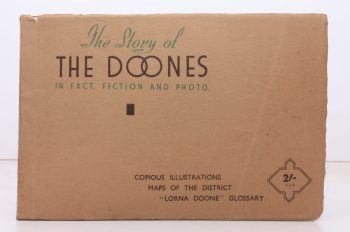 The Story of
THE DOONES
IN FACT, FICTION AND PHOTO.
COPIOUS ILLUSTRATIONS
MAPS OF THE DISTRICT
"LORNA DOONE" GLOSSARY
2/-